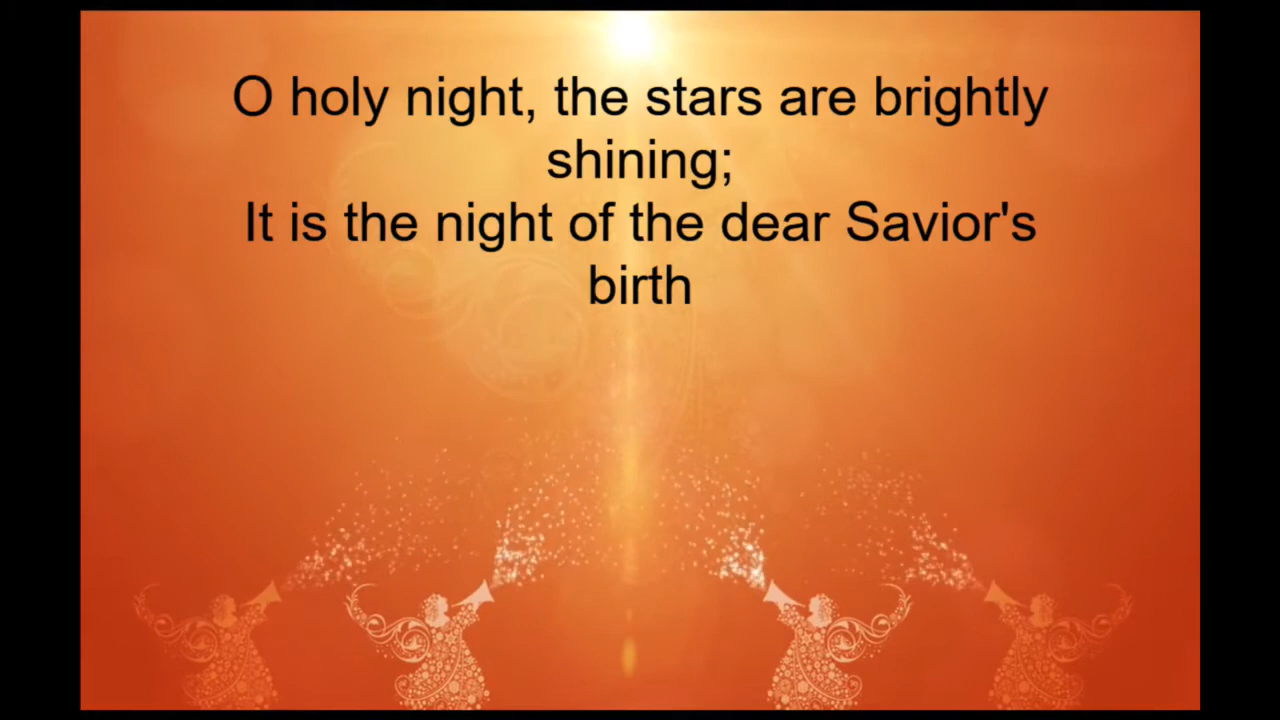 O holy night, the stars are brightly
shining;
It is the night of the dear Savior's
birth